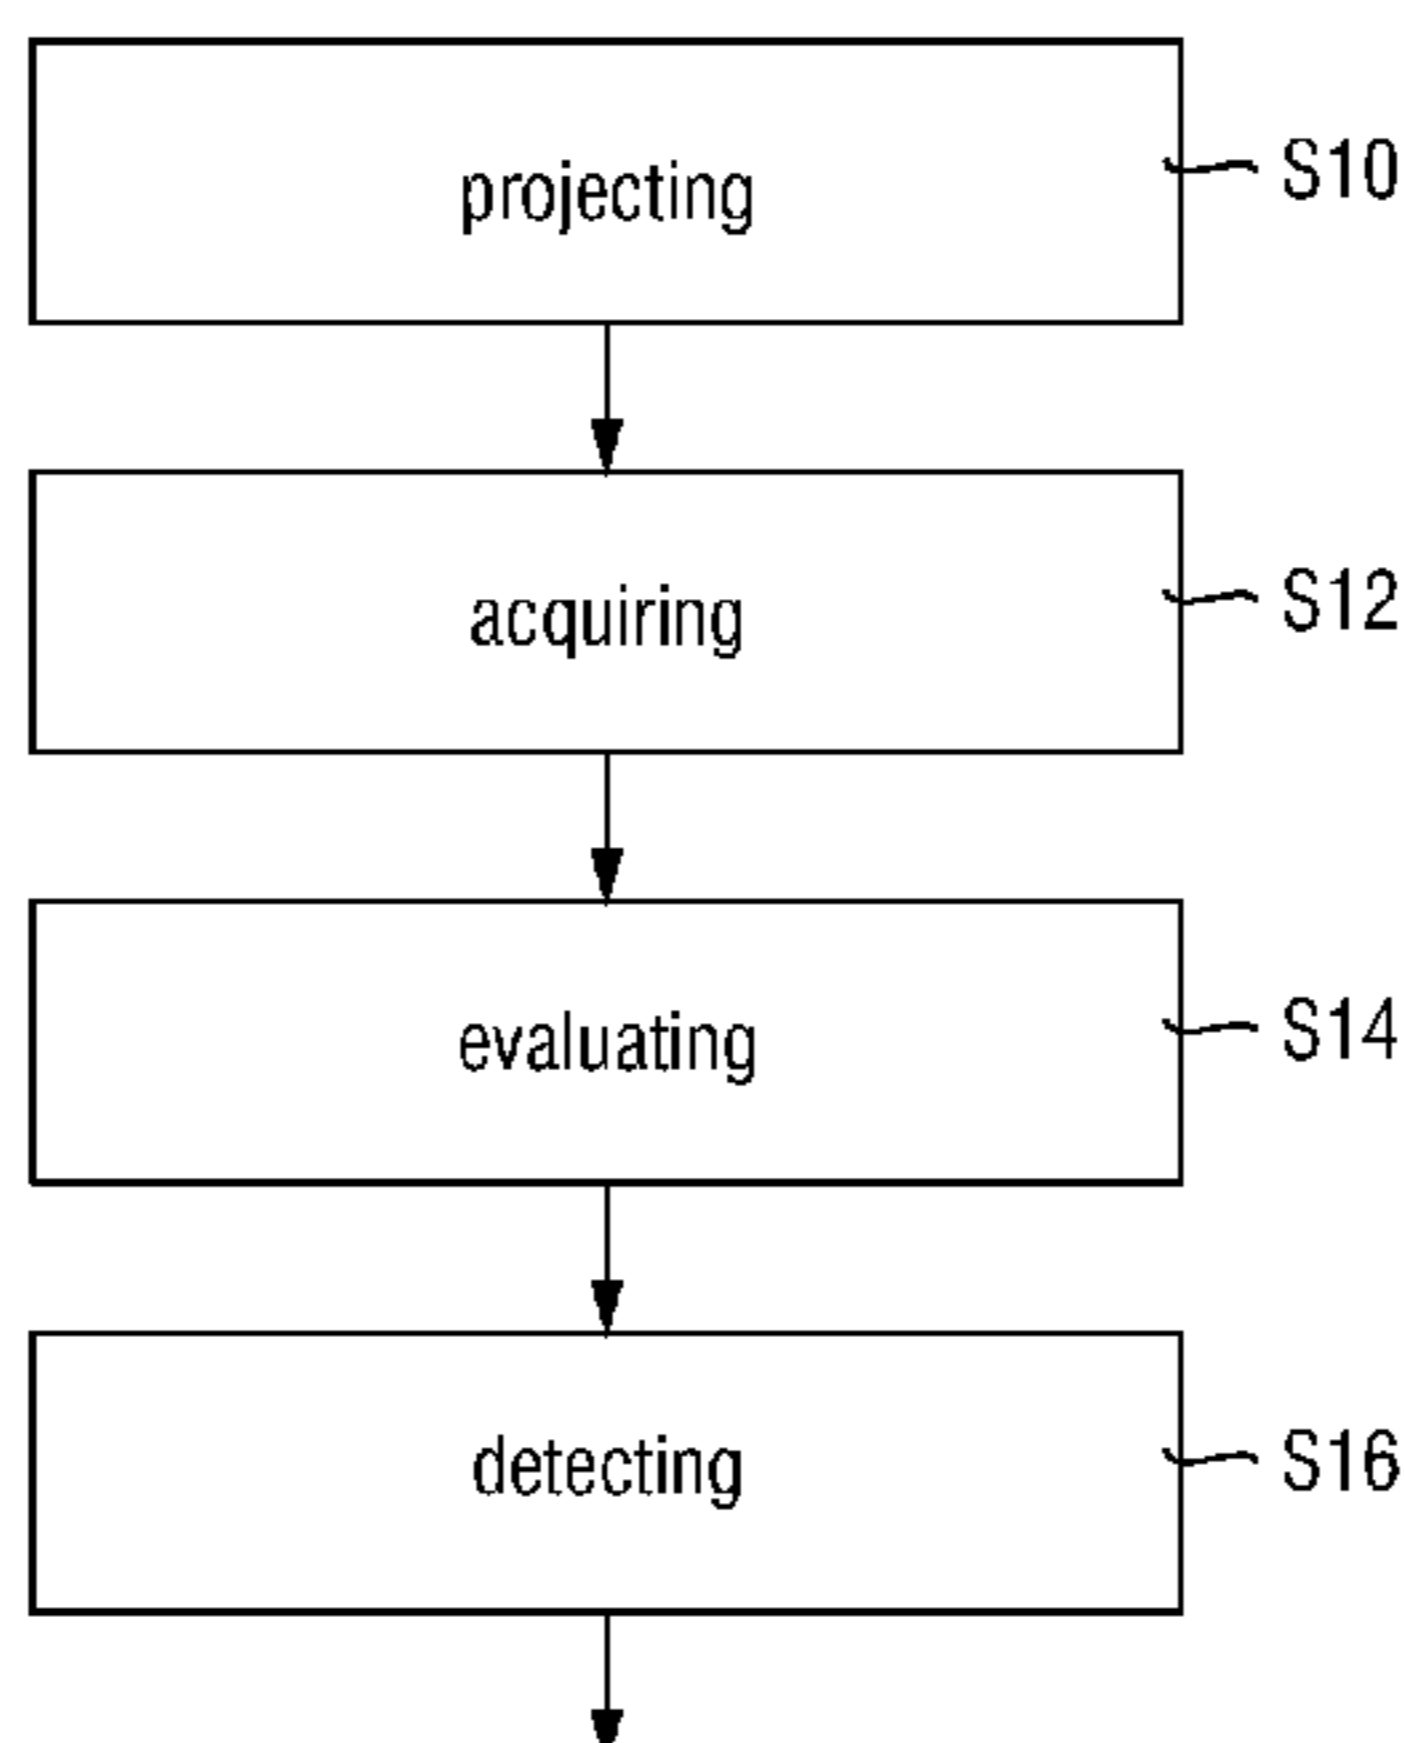 projecting
S10
acquiring
S12
evaluating
S14
detecting
S16